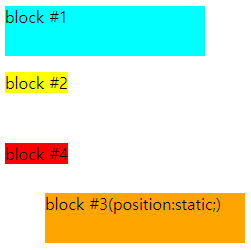 block #1
block #2
block #4
block #3(position:static;)